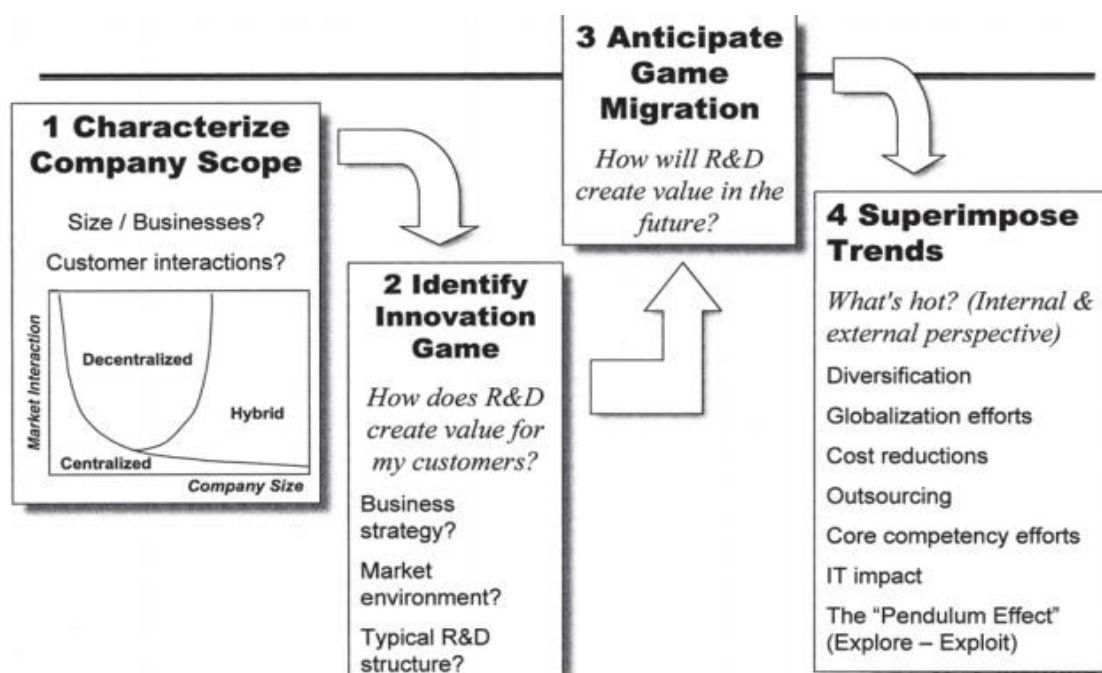 1 Characterize
Company Scope
Size / Businesses?
Customer interactions?
Market Interaction
Decentralized
Hybrid
Centralized
Company Size
2 Identify
Innovation
Game
How does R&D
create value for
my customers?
Business
strategy?
Market
environment?
Typical R&D
structure?
3 Anticipate
Game
Migration
How will R&D
create value in the
future?
4 Superimpose
Trends
What's hot? (Internal &
external perspective)
Diversification
Globalization efforts
Cost reductions
Outsourcing
Core competency efforts
IT impact
The “Pendulum Effect”
(Explore – Exploit)